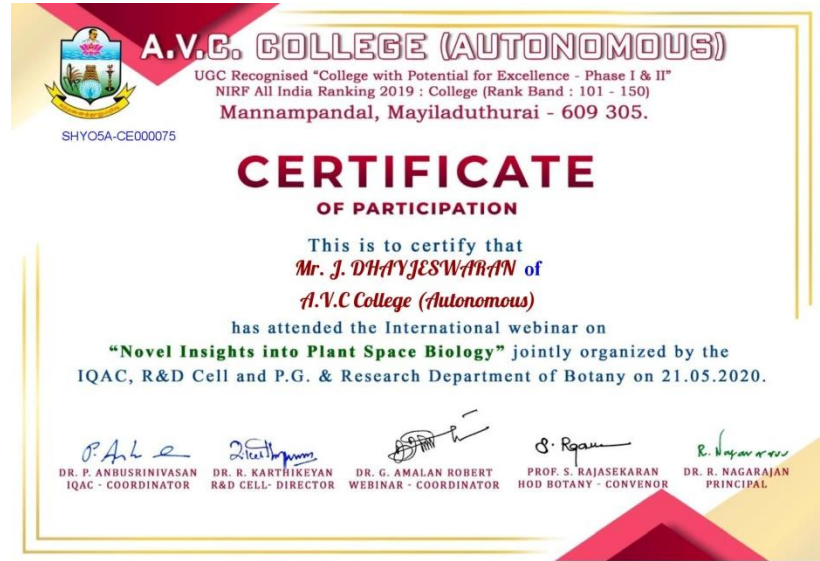 A.V.C. COLLEGE (AUTONOMOUS)
UGC Recognised "College with Potential for Excellence - Phase I & II"
NIRF All India Ranking 2019 : College (Rank Band : 101 - 150)
Mannampandal, Mayiladuthurai - 609 305.
SHYO5A-CE000075
CERTIFICATE
OF PARTICIPATION
This is to certify that
Mr. J. DHAYJESWARAN of
A.V.C College (Autonomous)
has attended the International webinar on
"Novel Insights into Plant Space Biology" jointly organized by the
IQAC, R&D Cell and P.G. & Research Department of Botany on 21.05.2020.
DR. P. ANBUSRINIVASAN
IQAC - COORDINATOR
DR. R. KARTHIKEYAN
R&D CELL- DIRECTOR
DR. G. AMALAN ROBERT
WEBINAR - COORDINATOR
PROF. S. RAJASEKARAN
HOD BOTANY - CONVENOR
DR. R. NAGARAJAN
PRINCIPAL